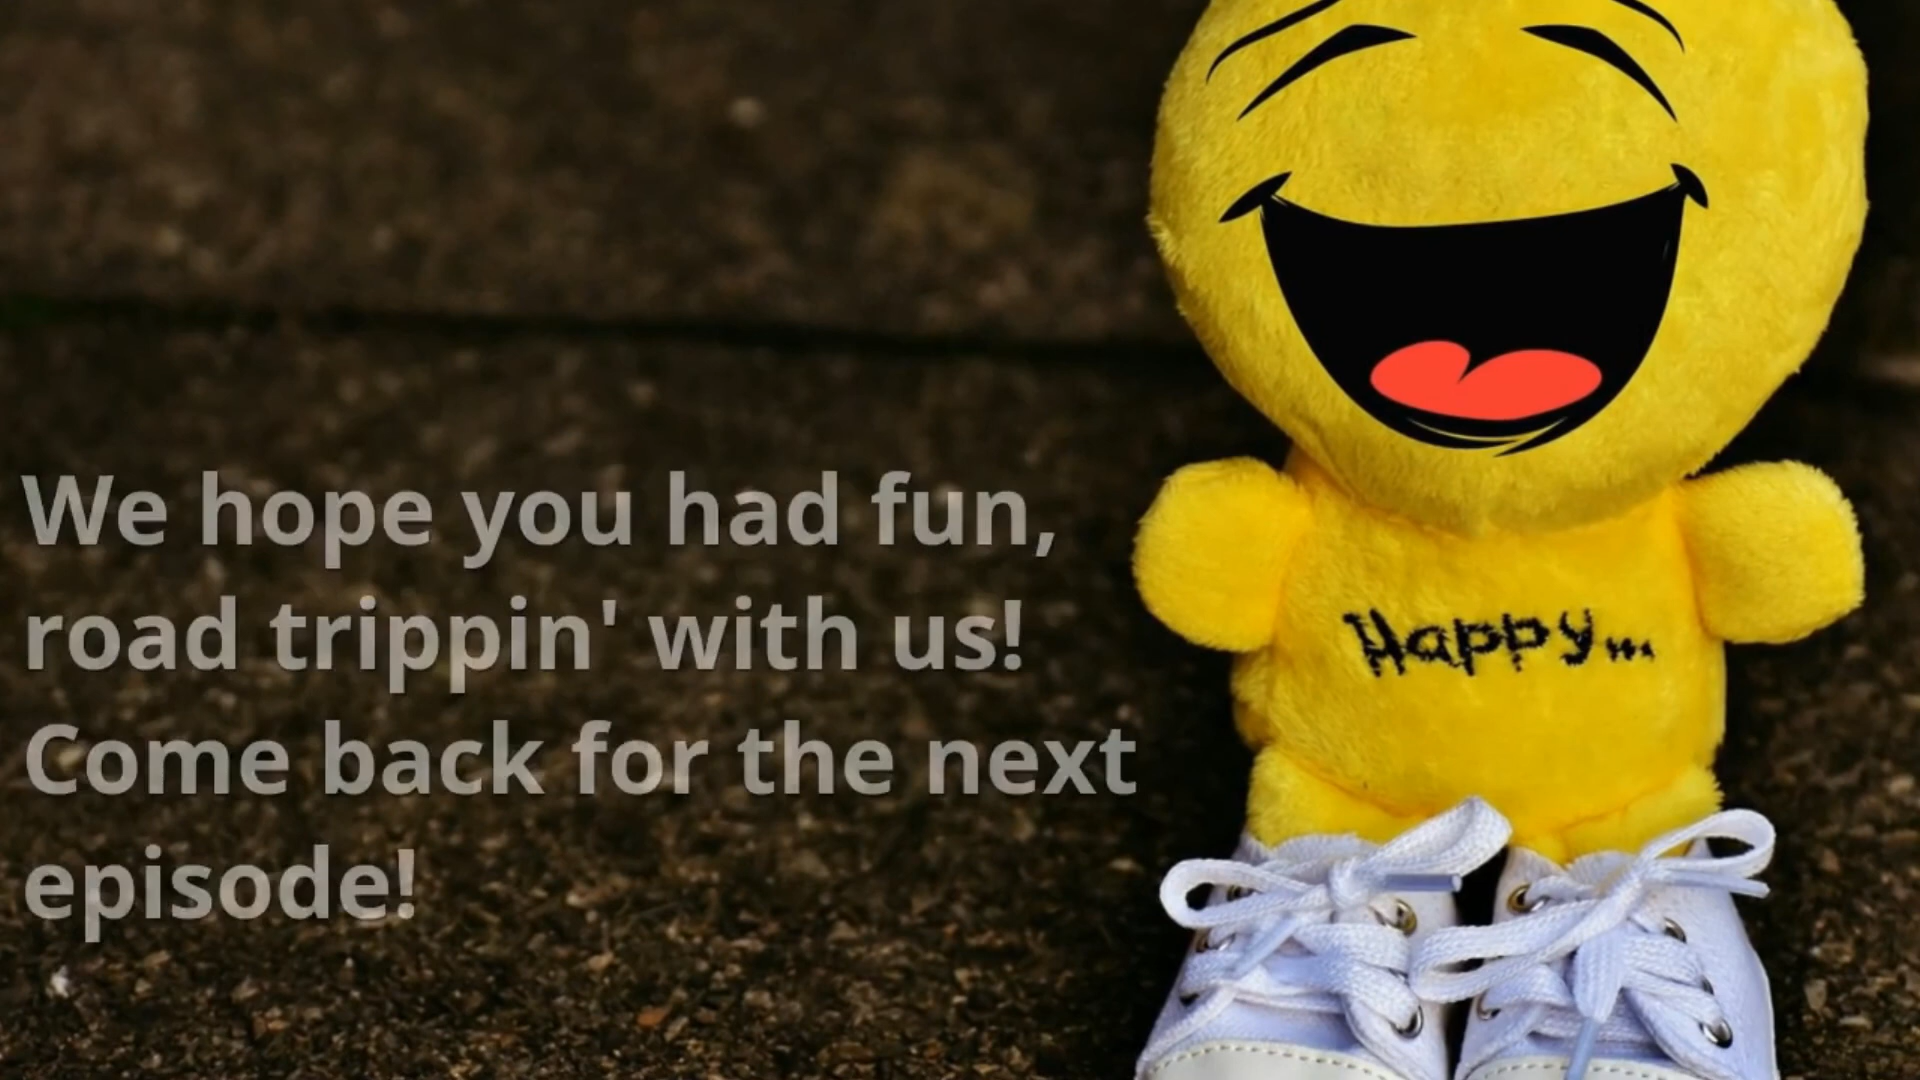 We hope you had fun,
road trippin' with us!
Come back for the next
episode!
Happy...